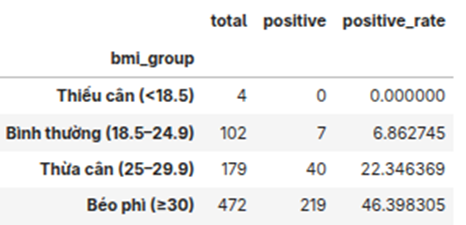 total positive positive_rate
bmi_group
Thiếu cân (<18.5) 4 0 0.000000
Bình thường (18.5–24.9) 102 7 6.862745
Thừa cân (25–29.9) 179 40 22.346369
Béo phì (≥30) 472 219 46.398305